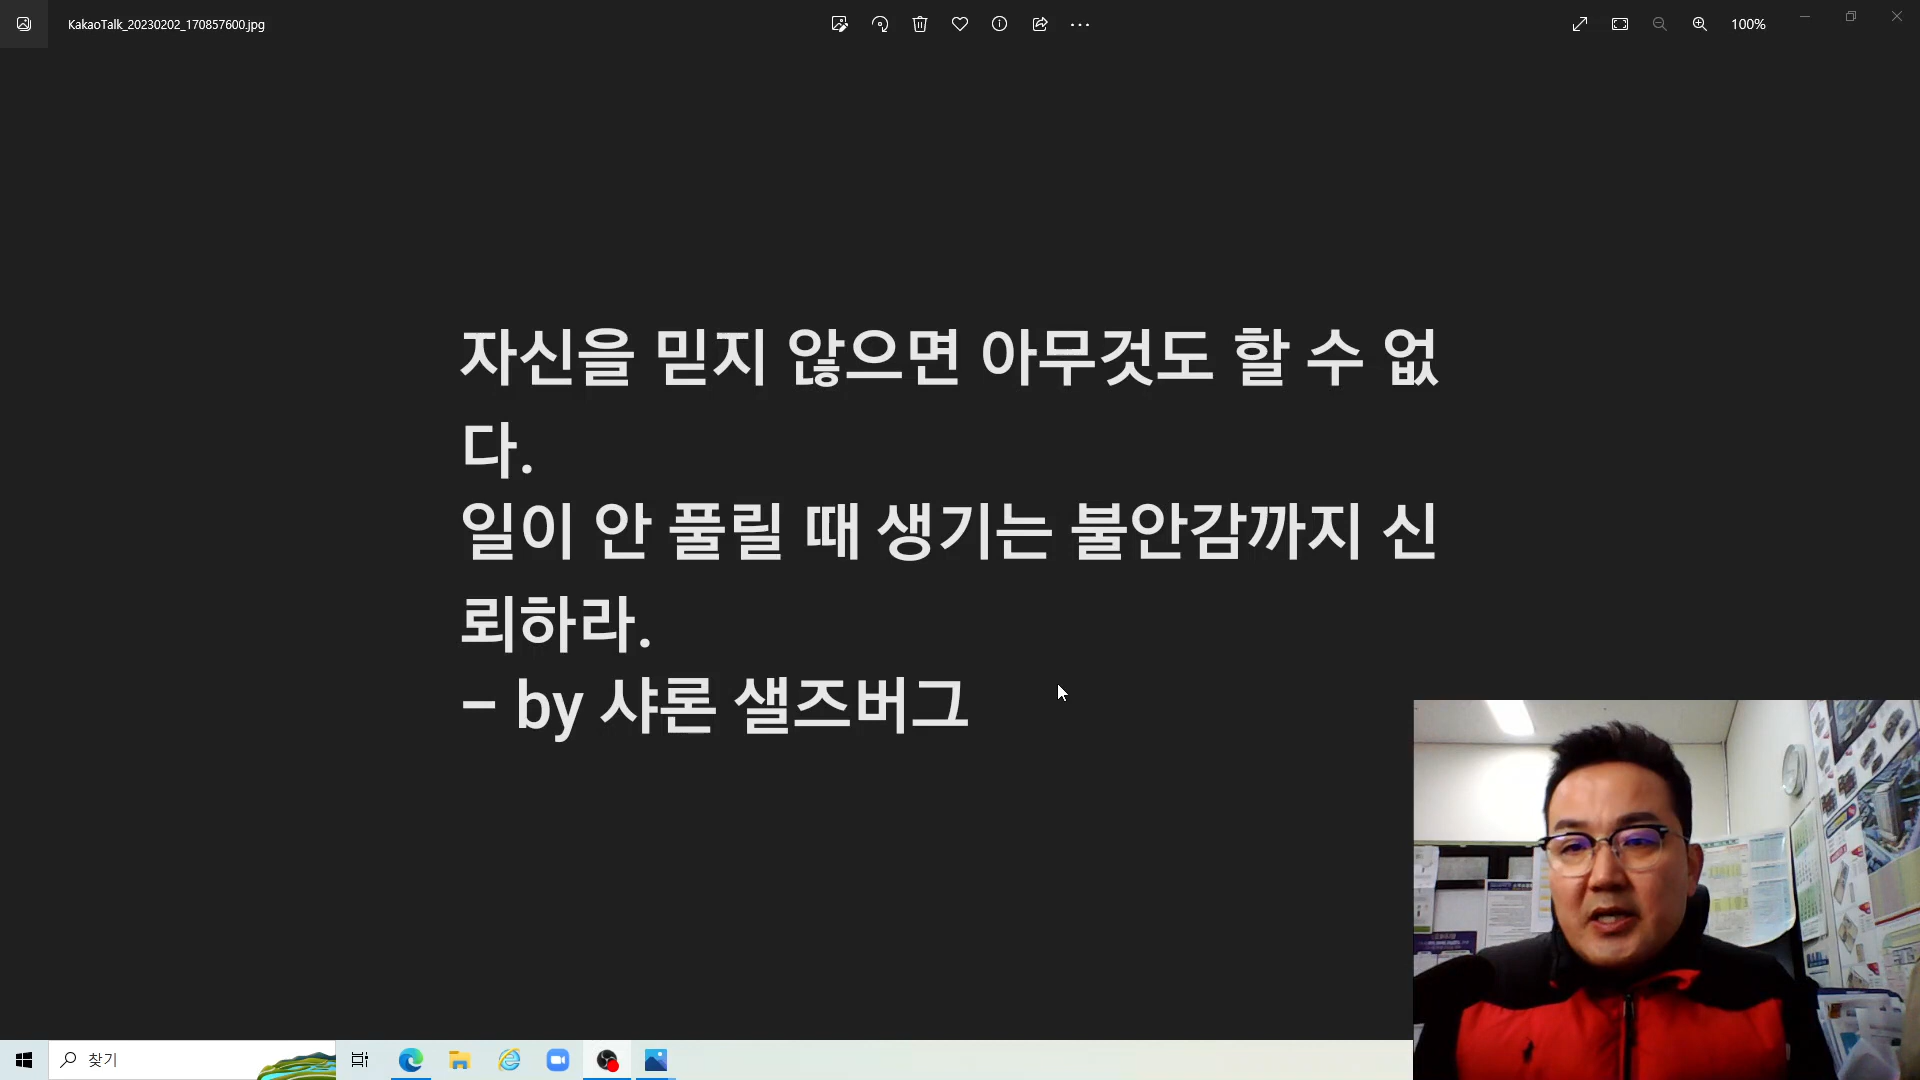 KakaoTalk_20230202_170857600.jpg
100%
자신을 믿지 않으면 아무것도 할 수 없
다.
일이 안 풀릴 때 생기는 불안감까지 신
뢰하라.
– by 샤론 샐즈버그
찾기